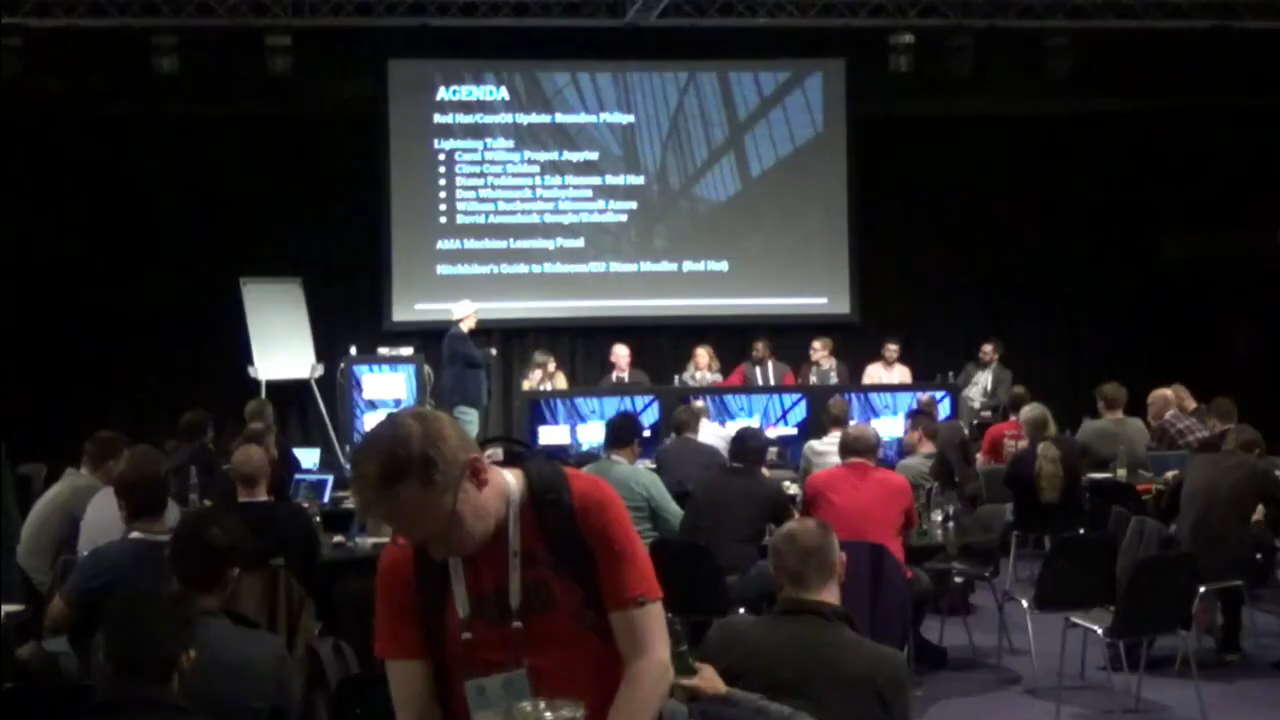 AGENDA
Red Hat/CoreOS Update Brandon Philips
Lightning Talks
Carol Willing Project Jupyter
Clive Cox Seldon
Diane Feddema & Zak Hassan Red Hat
Dan Whitenack Pachyderm
William Buchwalter Microsoft Azure
David Aronchick Google/Kubeflow
AMA Machine Learning Panel
Hitchhiker's Guide to Diane Mueller (Red Hat)